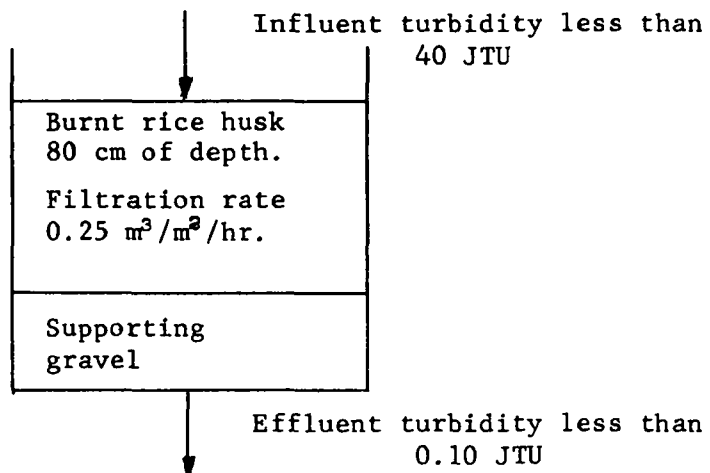 Influent turbidity less than
40 JTU
Burnt rice husk
80 cm of depth.
Filtration rate
0.25 m³/m²/hr.
Supporting
gravel
Effluent turbidity less than
0.10 JTU